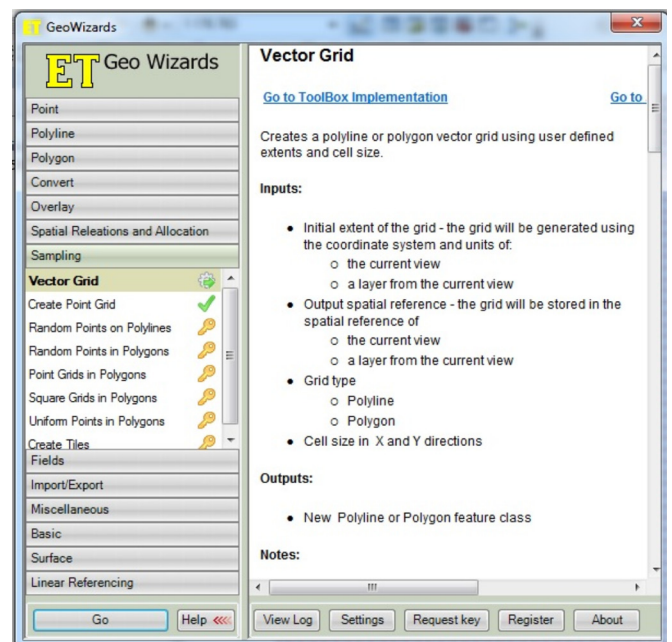 GeoWizards
ET Geo Wizards
Point
Polyline
Polygon
Convert
Overlay
Spatial Releations and Allocation
Sampling
Vector Grid
Create Point Grid
Random Points on Polylines
Random Points in Polygons
Point Grids in Polygons
Square Grids in Polygons
Uniform Points in Polygons
Create Tiles
Fields
Import/Export
Miscellaneous
Basic
Surface
Linear Referencing
Go
Help
Vector Grid
Go to ToolBox Implementation Go to
Creates a polyline or polygon vector grid using user defined
extents and cell size.
Inputs:
• Initial extent of the grid - the grid will be generated using
the coordinate system and units of:
o the current view
o a layer from the current view
• Output spatial reference - the grid will be stored in the
spatial reference of
o the current view
o a layer from the current view
• Grid type
o Polyline
o Polygon
• Cell size in X and Y directions
Outputs:
• New Polyline or Polygon feature class
Notes:
View Log Settings Request key Register About